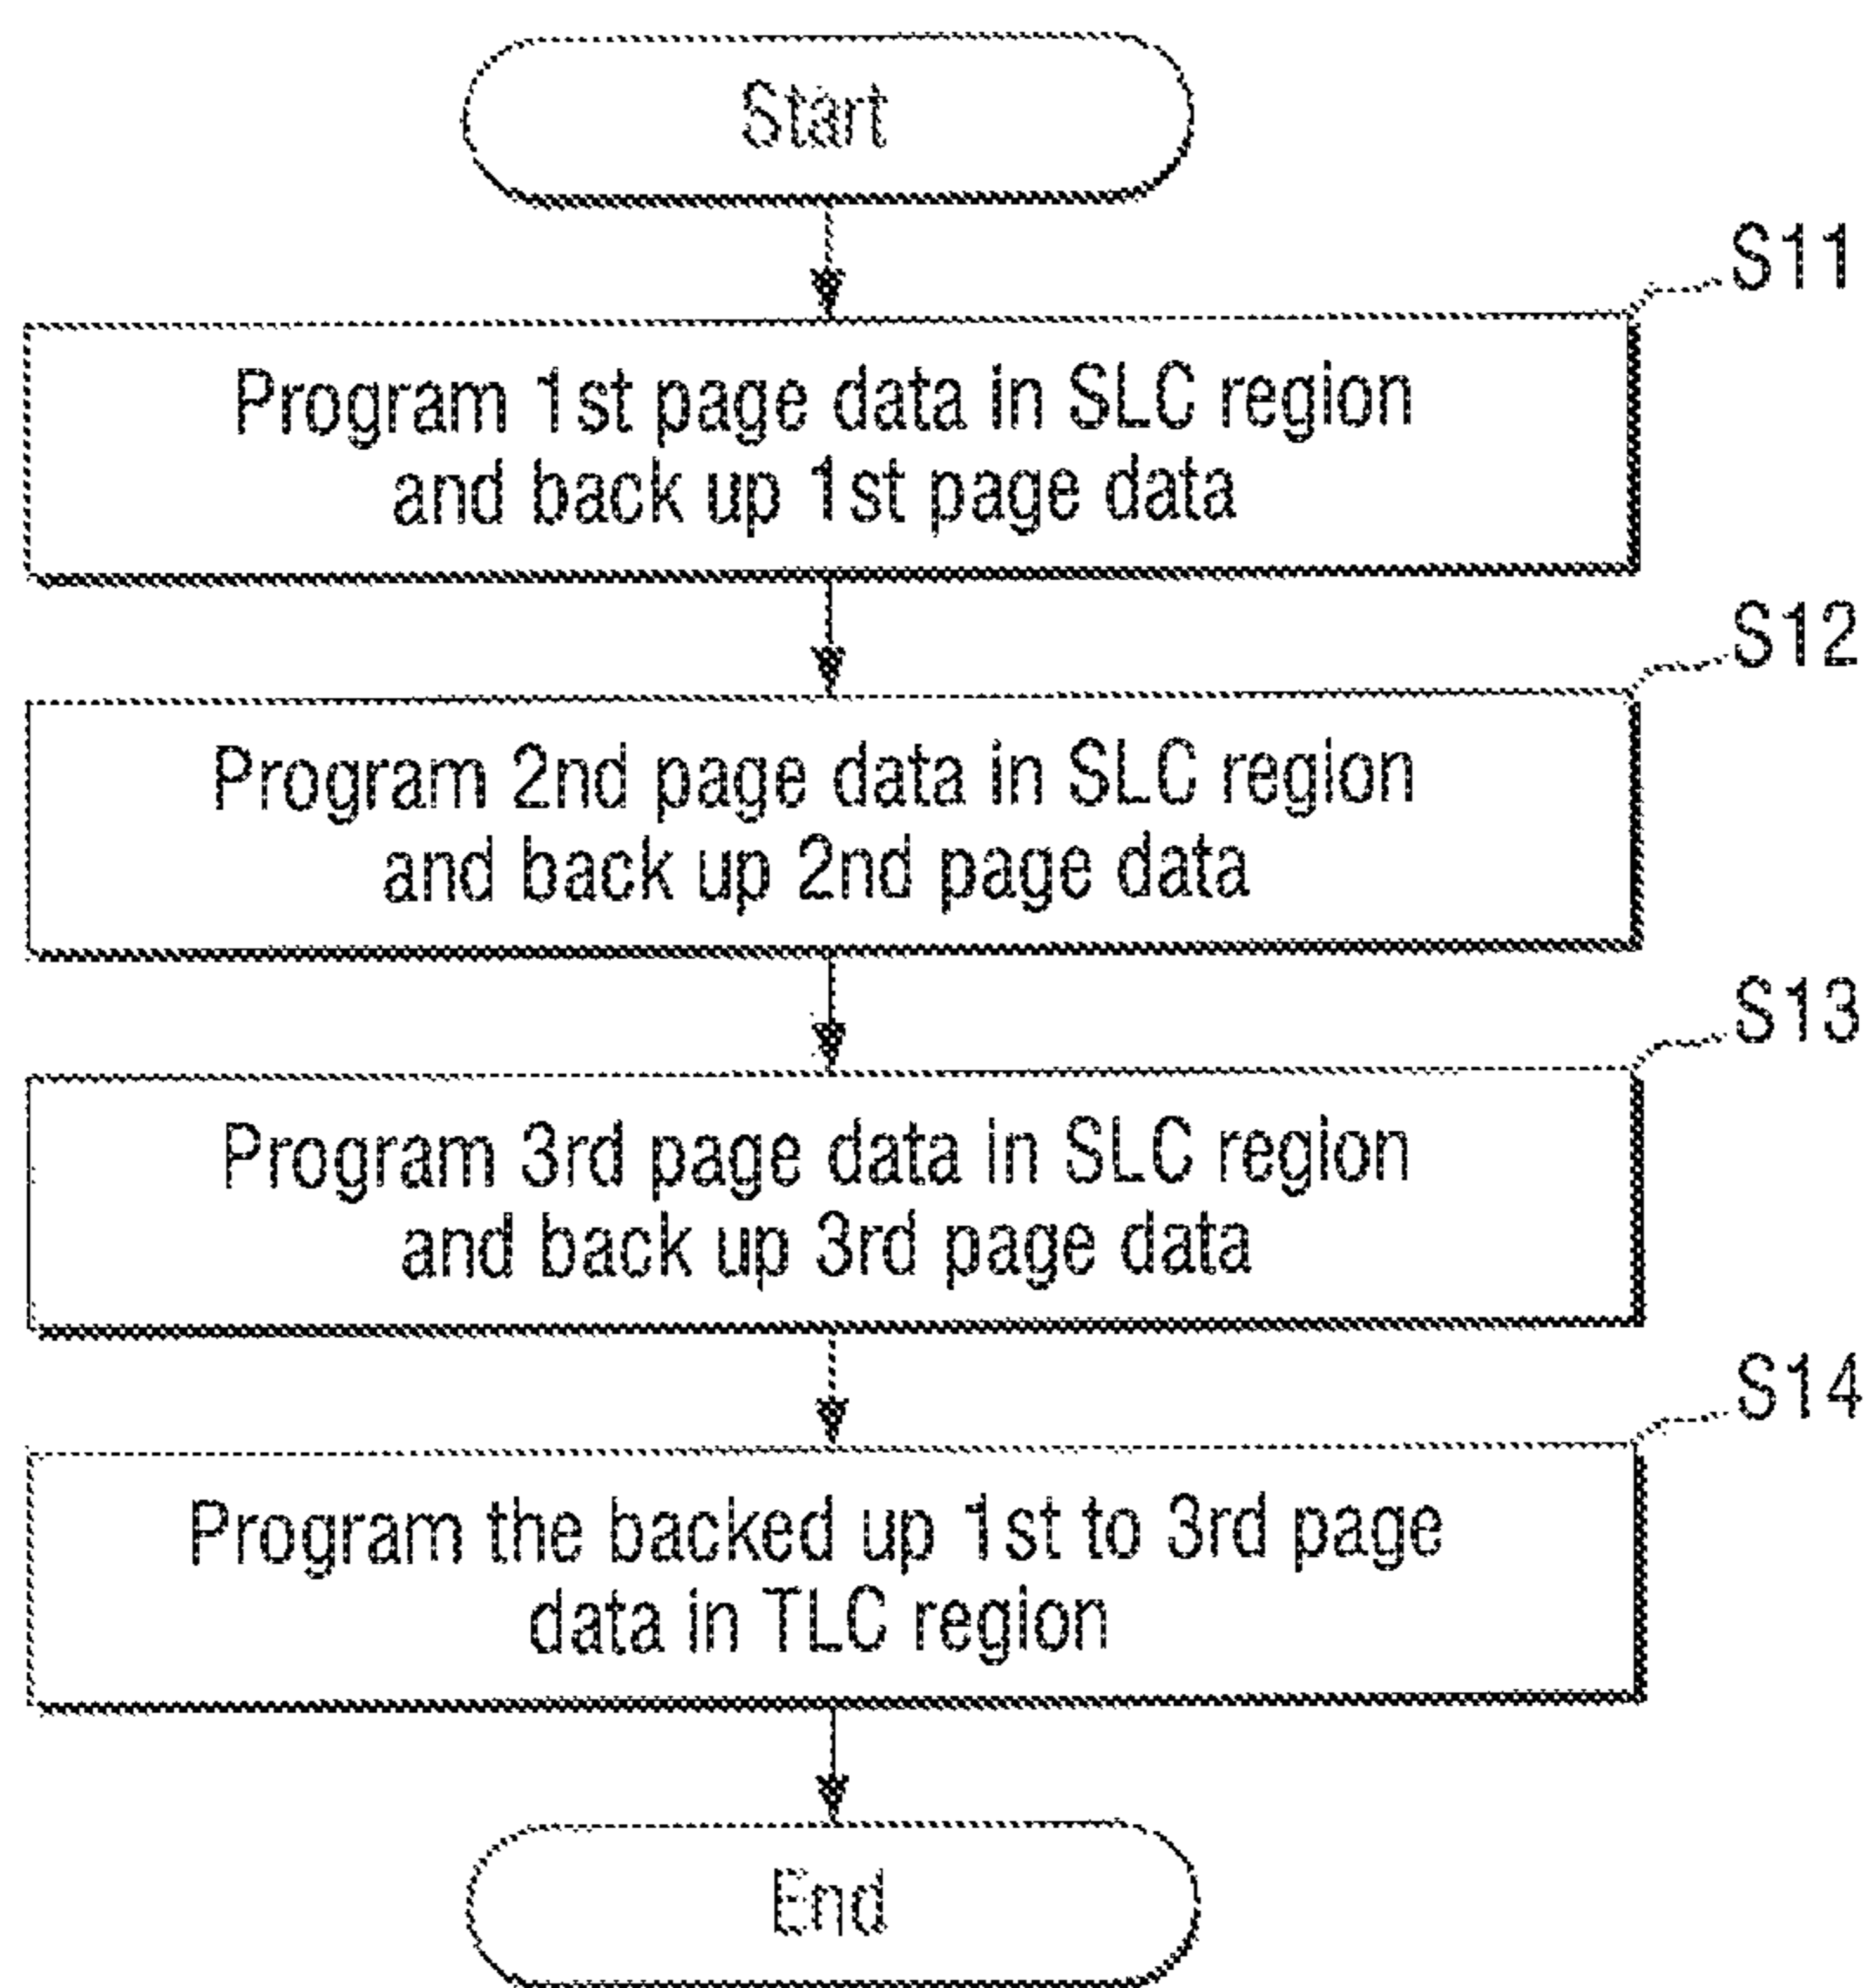 Start
S11
Program 1st page data in SLC region
and back up 1st page data
S12
Program 2nd page data in SLC region
and back up 2nd page data
S13
Program 3rd page data in SLC region
and back up 3rd page data
S14
Program the backed up 1st to 3rd page
data in TLC region
End